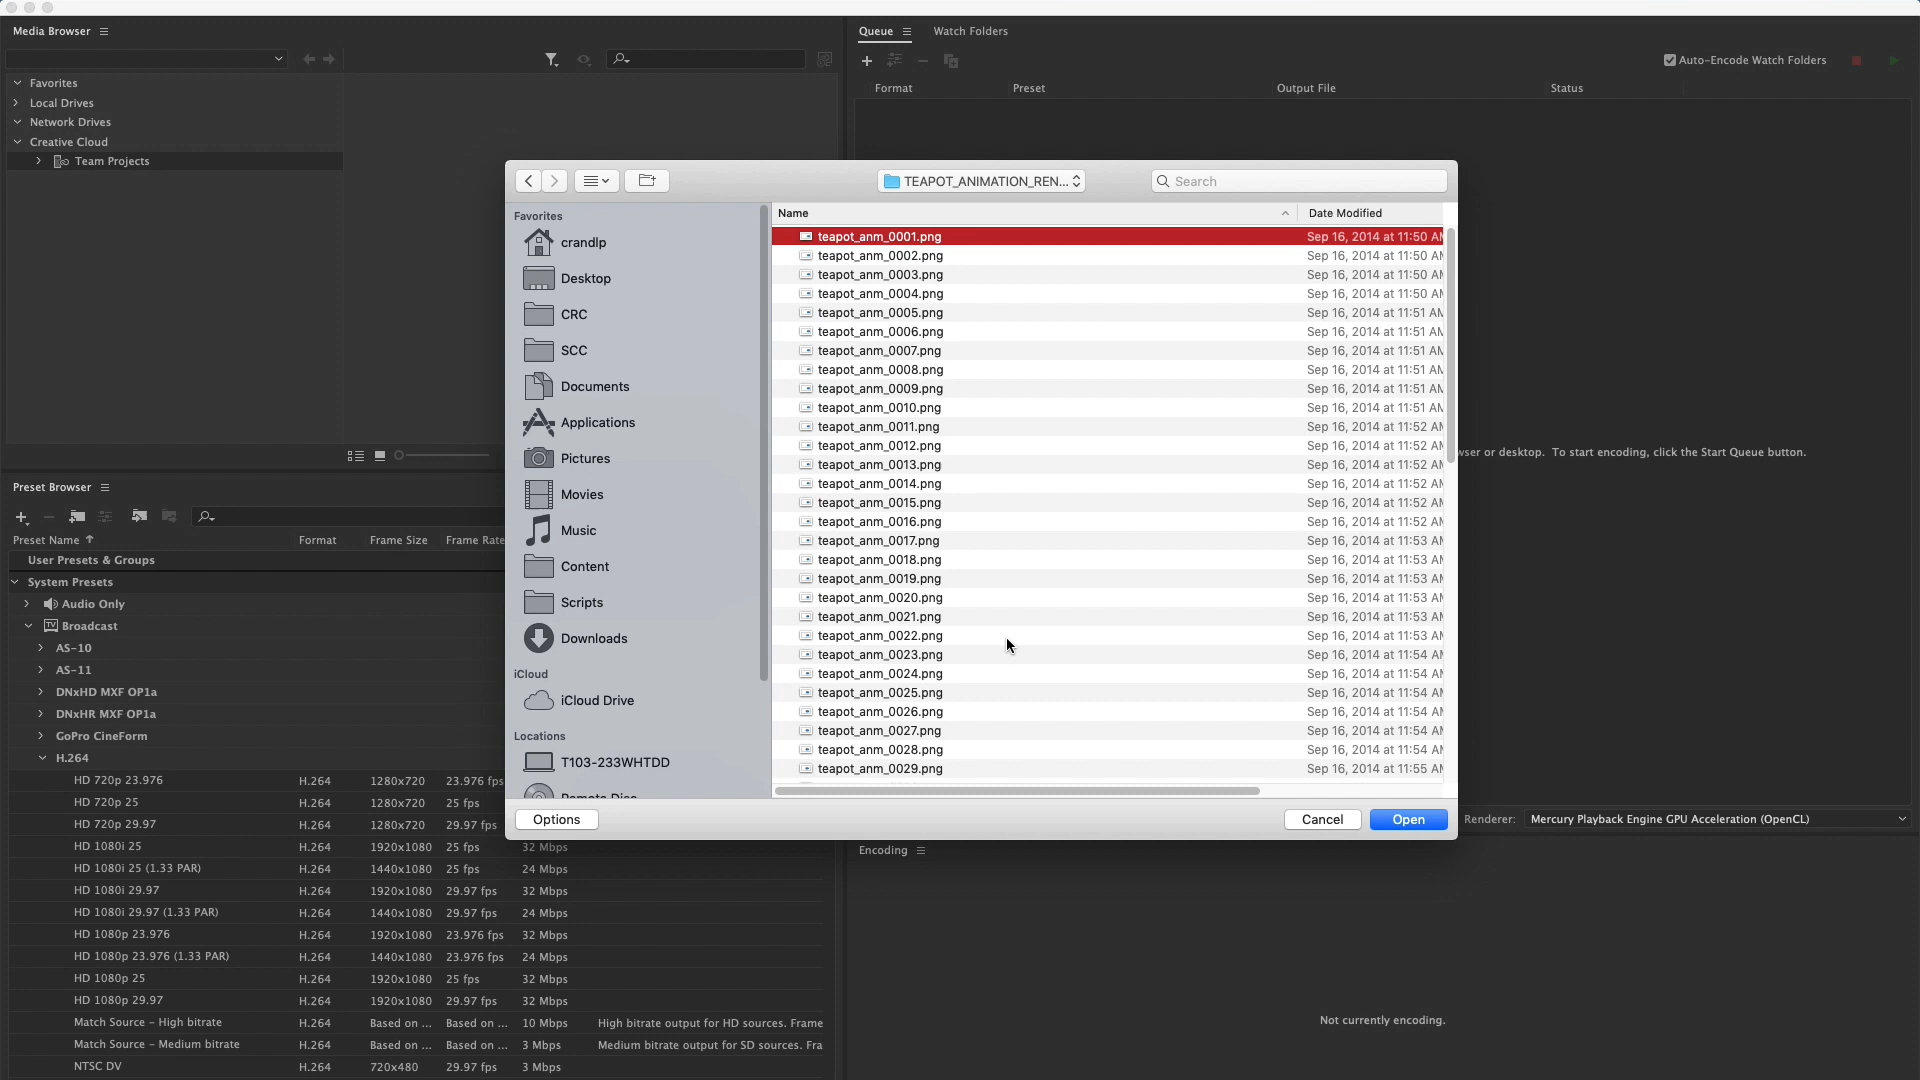 Media Browser
Favorites
Local Drives
Network Drives
Creative Cloud
Team Projects
Queue
Watch Folders
Auto-Encode Watch Folders
Format Preset Output File Status
wser or desktop. To start encoding, click the Start Queue button.
Renderer: Mercury Playback Engine GPU Acceleration (OpenCL)
Encoding
Not currently encoding.
TEAPOT_ANIMATION_REN...
Search
Favorites
crandlp
Desktop
CRC
SCC
Documents
Applications
Pictures
Movies
Music
Content
Scripts
Downloads
iCloud
iCloud Drive
Locations
T103-233WHTDD
Name Date Modified
teapot_anm_0001.png Sep 16, 2014 at 11:50 AM
teapot_anm_0002.png Sep 16, 2014 at 11:50 AM
teapot_anm_0003.png Sep 16, 2014 at 11:50 AM
teapot_anm_0004.png Sep 16, 2014 at 11:50 AM
teapot_anm_0005.png Sep 16, 2014 at 11:51 AM
teapot_anm_0006.png Sep 16, 2014 at 11:51 AM
teapot_anm_0007.png Sep 16, 2014 at 11:51 AM
teapot_anm_0008.png Sep 16, 2014 at 11:51 AM
teapot_anm_0009.png Sep 16, 2014 at 11:51 AM
teapot_anm_0010.png Sep 16, 2014 at 11:51 AM
teapot_anm_0011.png Sep 16, 2014 at 11:52 AM
teapot_anm_0012.png Sep 16, 2014 at 11:52 AM
teapot_anm_0013.png Sep 16, 2014 at 11:52 AM
teapot_anm_0014.png Sep 16, 2014 at 11:52 AM
teapot_anm_0015.png Sep 16, 2014 at 11:52 AM
teapot_anm_0016.png Sep 16, 2014 at 11:52 AM
teapot_anm_0017.png Sep 16, 2014 at 11:53 AM
teapot_anm_0018.png Sep 16, 2014 at 11:53 AM
teapot_anm_0019.png Sep 16, 2014 at 11:53 AM
teapot_anm_0020.png Sep 16, 2014 at 11:53 AM
teapot_anm_0021.png Sep 16, 2014 at 11:53 AM
teapot_anm_0022.png Sep 16, 2014 at 11:53 AM
teapot_anm_0023.png Sep 16, 2014 at 11:54 AM
teapot_anm_0024.png Sep 16, 2014 at 11:54 AM
teapot_anm_0025.png Sep 16, 2014 at 11:54 AM
teapot_anm_0026.png Sep 16, 2014 at 11:54 AM
teapot_anm_0027.png Sep 16, 2014 at 11:54 AM
teapot_anm_0028.png Sep 16, 2014 at 11:54 AM
teapot_anm_0029.png Sep 16, 2014 at 11:55 AM
Options
Cancel
Open
Preset Browser
Preset Name Format Frame Size Frame Rate
User Presets & Groups
System Presets
Audio Only
TV Broadcast
AS-10
AS-11
DNxHD MXF OP1a
DNxHR MXF OP1a
GoPro CineForm
H.264
HD 720p 23.976 H.264 1280x720 23.976 fps
HD 720p 25 H.264 1280x720 25 fps
HD 720p 29.97 H.264 1280x720 29.97 fps
HD 1080i 25 H.264 1920x1080 25 fps 32 Mbps
HD 1080i 25 (1.33 PAR) H.264 1440x1080 25 fps 24 Mbps
HD 1080i 29.97 H.264 1920x1080 29.97 fps 32 Mbps
HD 1080i 29.97 (1.33 PAR) H.264 1440x1080 29.97 fps 24 Mbps
HD 1080p 23.976 H.264 1920x1080 23.976 fps 32 Mbps
HD 1080p 23.976 (1.33 PAR) H.264 1440x1080 23.976 fps 24 Mbps
HD 1080p 25 H.264 1920x1080 25 fps 32 Mbps
HD 1080p 29.97 H.264 1920x1080 29.97 fps 32 Mbps
Match Source - High bitrate H.264 Based on ... Based on ... 10 Mbps High bitrate output for HD sources. Frame
Match Source - Medium bitrate H.264 Based on ... Based on ... 3 Mbps Medium bitrate output for SD sources. Fra
NTSC DV H.264 720x480 29.97 fps 3 Mbps